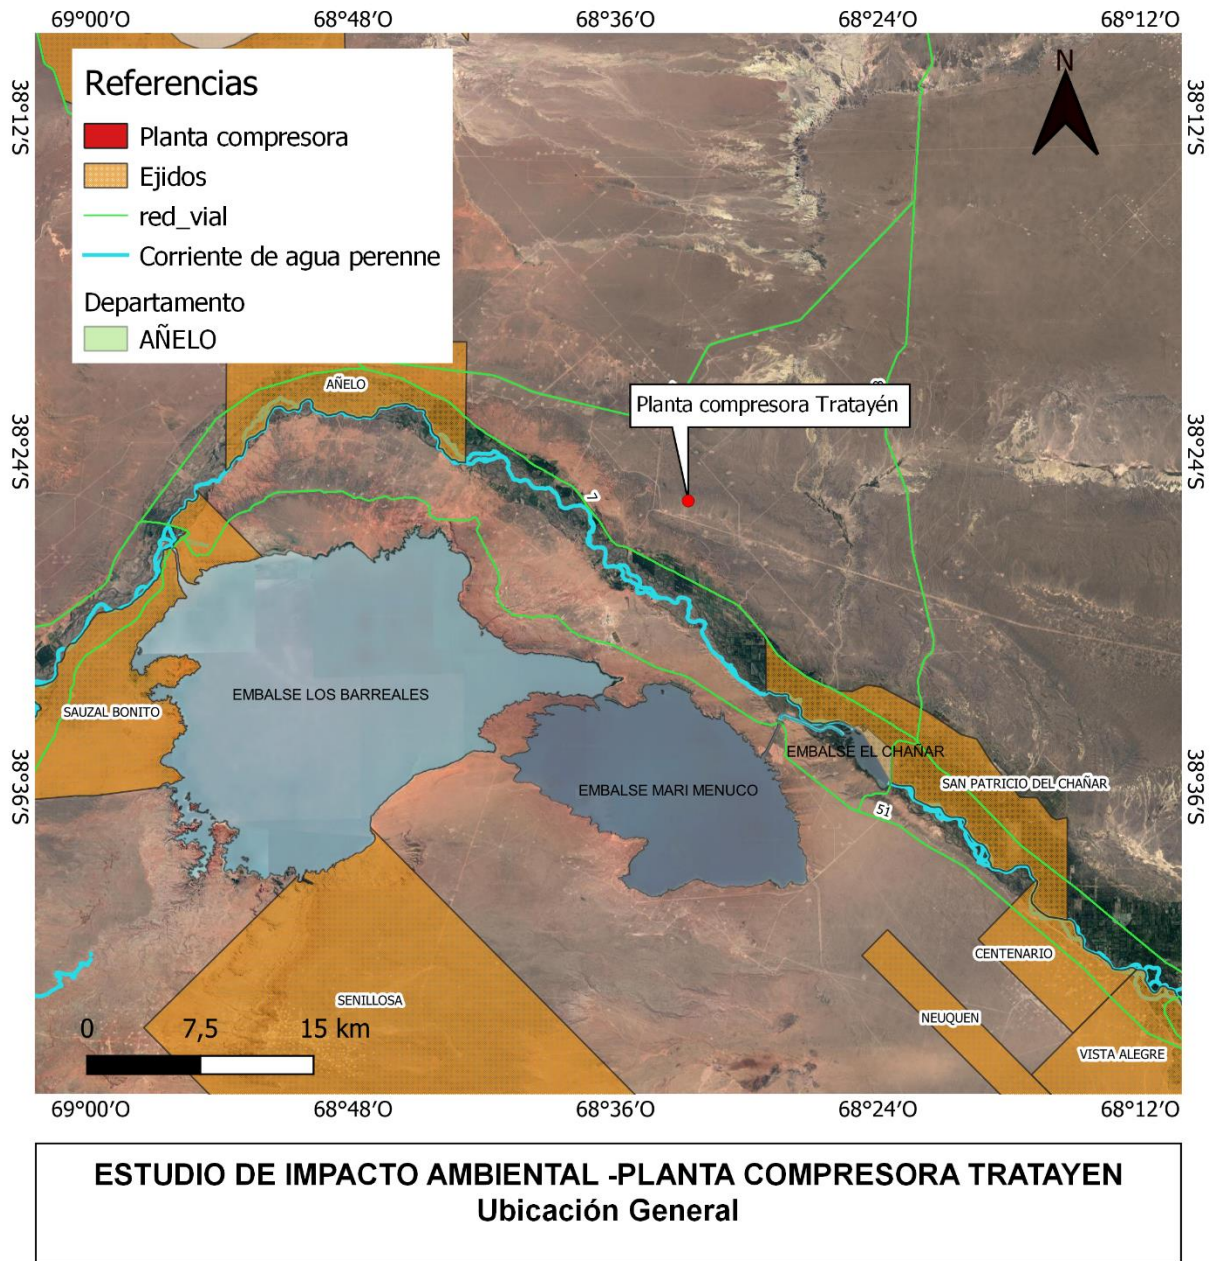 69°00'O 68°48'O 68°36'O 68°24'O 68°12'O
38°12'S
38°12'S
N
Referencias
Planta compresora
Ejidos
red_vial
Corriente de agua perenne
Departamento
AÑELO
AÑELO
8
Planta compresora Tratayén
38°24'S
38°24'S
7
EMBALSE LOS BARREALES
SAUZAL BONITO
EMBALSE EL CHAÑAR
38°36'S
38°36'S
EMBALSE MARI MENUCO
SAN PATRICIO DEL CHAÑAR
51
CENTENARIO
SENILLOSA
NEUQUEN
0 7,5 15 km
VISTA ALEGRE
69°00'O 68°48'O 68°36'O 68°24'O 68°12'O
ESTUDIO DE IMPACTO AMBIENTAL -PLANTA COMPRESORA TRATAYEN
Ubicación General